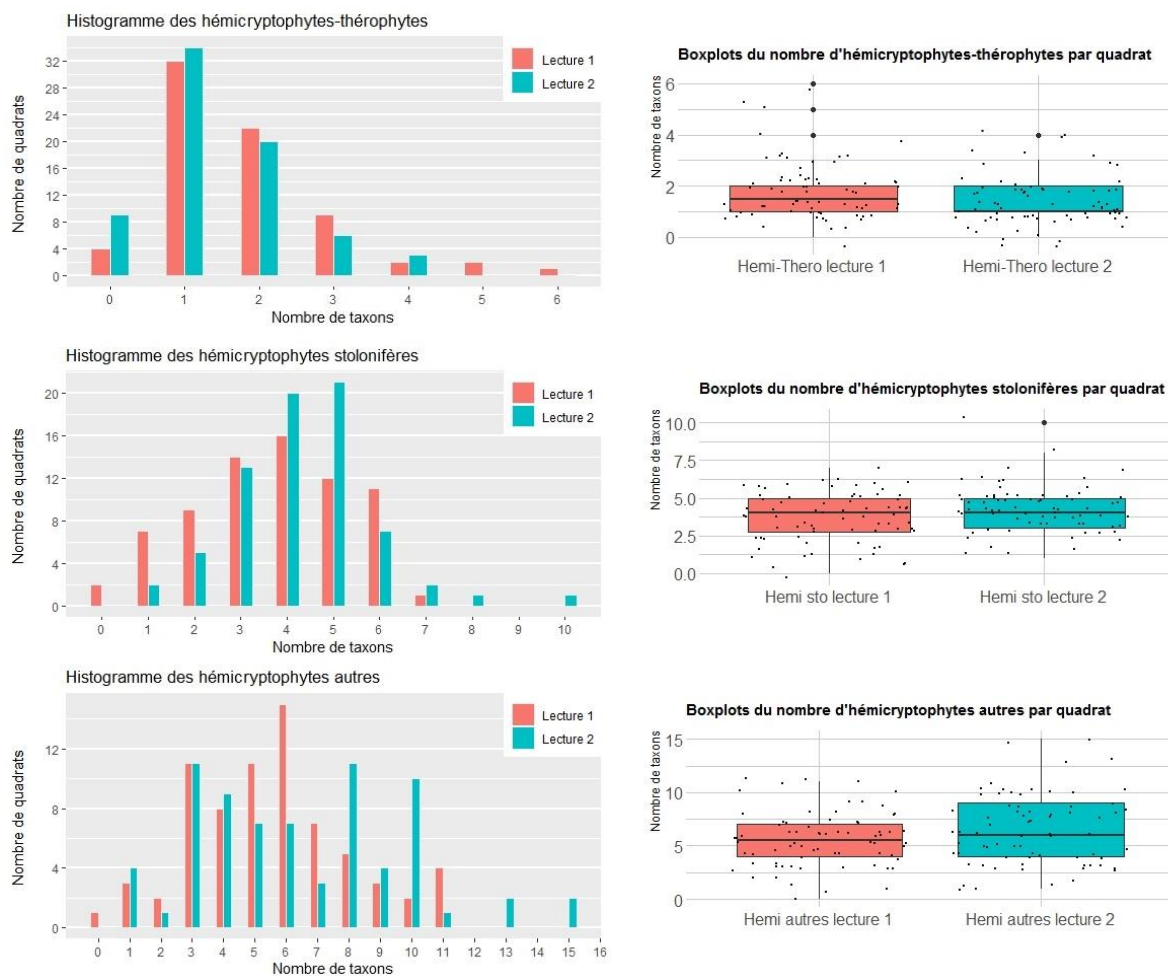 Histogramme des hémicryptophytes-thérophytes
Lecture 1
Lecture 2
32
28
24
20
16
12
8
4
0
Nombre de quadrats
0 1 2 3 4 5 6
Nombre de taxons
Boxplots du nombre d'hémicryptophytes-thérophytes par quadrat
Nombre de taxons
6
4
2
0
Hemi-Thero lecture 1 Hemi-Thero lecture 2
Histogramme des hémicryptophytes stolonifères
Lecture 1
Lecture 2
20
16
12
8
4
0
Nombre de quadrats
0 1 2 3 4 5 6 7 8 9 10
Nombre de taxons
Boxplots du nombre d'hémicryptophytes stolonifères par quadrat
Nombre de taxons
10.0
7.5
5.0
2.5
0.0
Hemi sto lecture 1 Hemi sto lecture 2
Histogramme des hémicryptophytes autres
Lecture 1
Lecture 2
12
8
4
0
Nombre de quadrats
0 1 2 3 4 5 6 7 8 9 10 11 12 13 14 15 16
Nombre de taxons
Boxplots du nombre d'hémicryptophytes autres par quadrat
Nombre de taxons
15
10
5
0
Hemi autres lecture 1 Hemi autres lecture 2